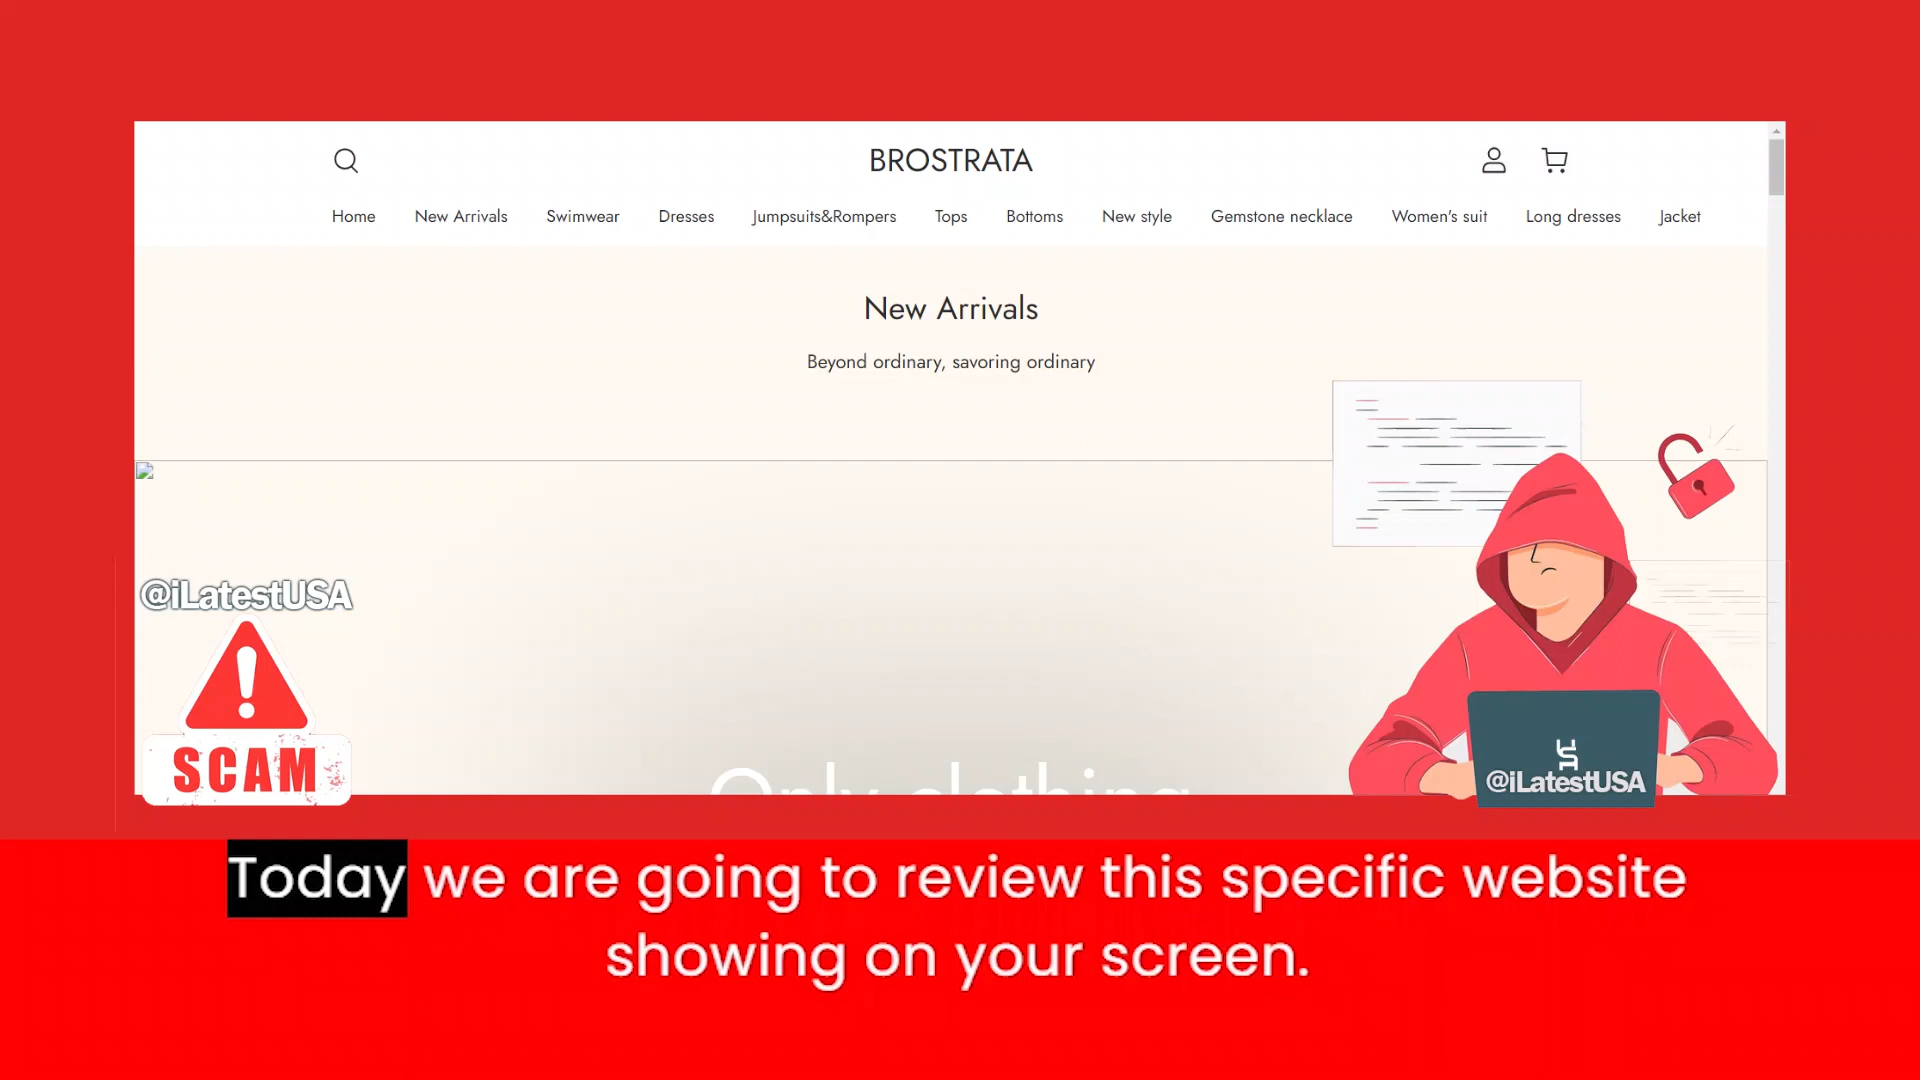 BROSTRATA
Home New Arrivals Swimwear Dresses Jumpsuits&Rompers Tops Bottoms New style Gemstone necklace Women's suit Long dresses Jacket
New Arrivals
Beyond ordinary, savoring ordinary
@iLatestUSA
SCAM
Only clothing
@iLatestUSA
Today we are going to review this specific website
showing on your screen.